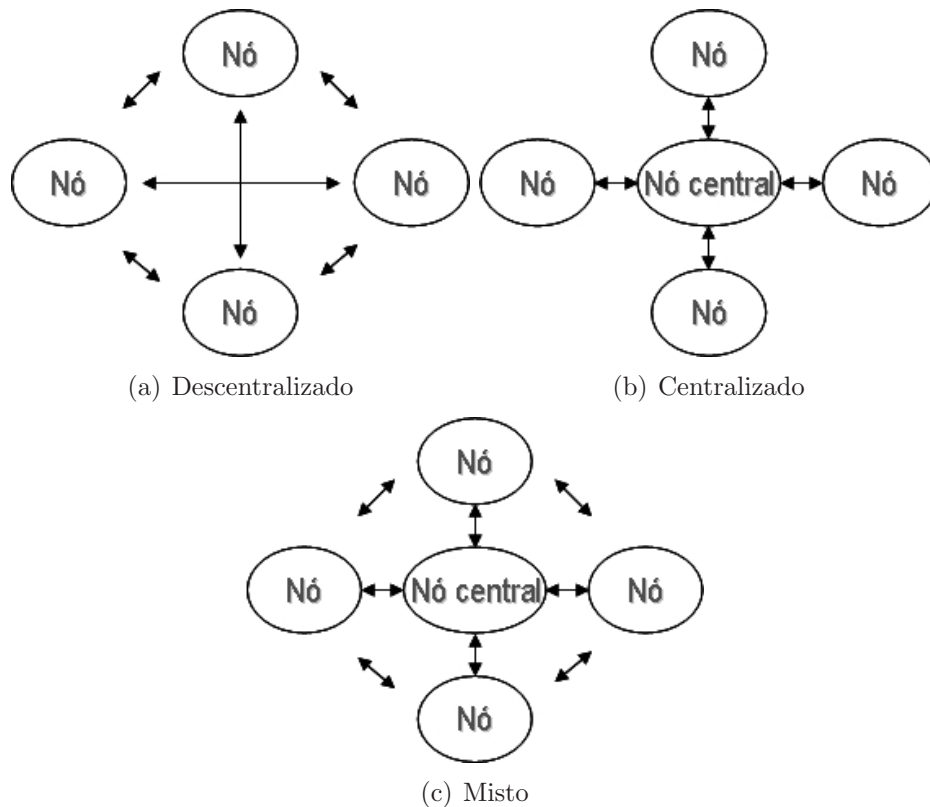 Nó
Nó
Nó
Nó
(a) Descentralizado
Nó
Nó
Nó central
Nó
Nó
(b) Centralizado
Nó
Nó
Nó central
Nó
Nó
(c) Misto